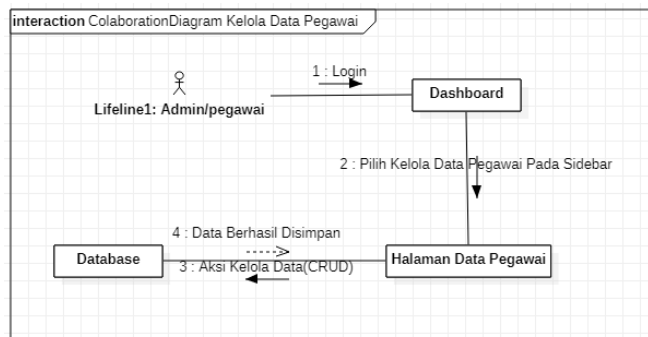 interaction ColaborationDiagram Kelola Data Pegawai
1 : Login
Lifeline1: Admin/pegawai
Dashboard
2 : Pilih Kelola Data Pegawai Pada Sidebar
4 : Data Berhasil Disimpan
Database
Halaman Data Pegawai
3 : Aksi Kelola Data(CRUD)